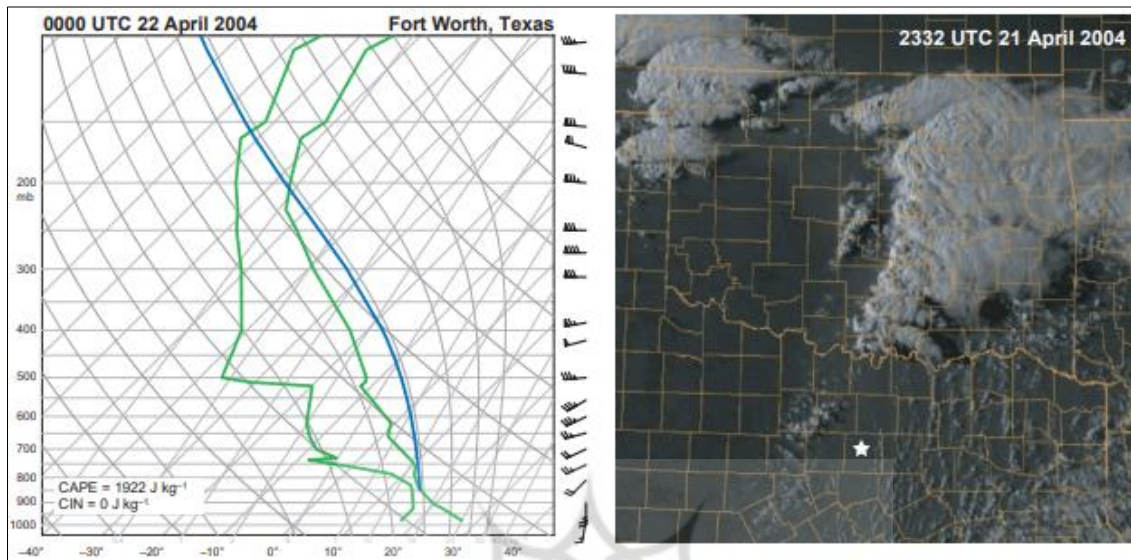 0000 UTC 22 April 2004 Fort Worth, Texas
2332 UTC 21 April 2004
200
mb
300
400
500
600
700
800
900
1000
CAPE = 1922 J kg⁻¹
CIN = 0 J kg⁻¹
−40° −30° −20° −10° 0° 10° 20° 30° 40°